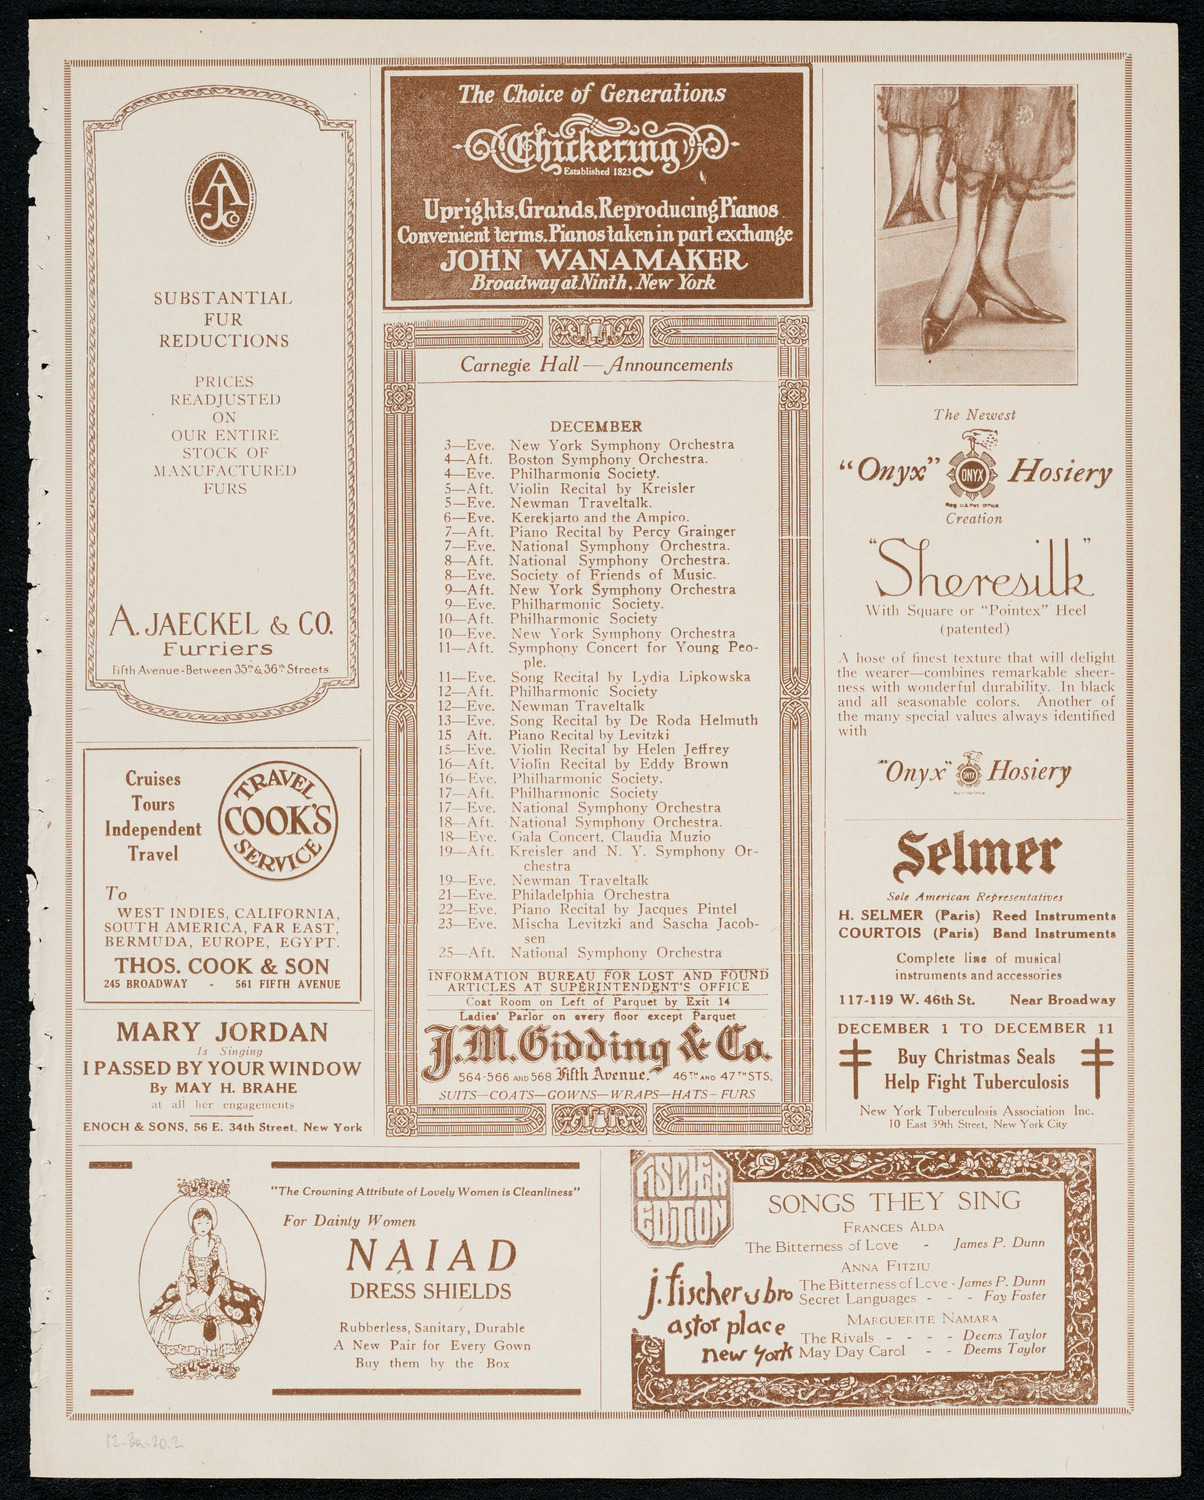 AJCo
SUBSTANTIAL
FUR
REDUCTIONS
PRICES
READJUSTED
ON
OUR ENTIRE
STOCK OF
MANUFACTURED
FURS
A. JAECKEL & CO.
Furriers
Fifth Avenue-Between 35th & 36th Streets
Cruises
Tours
Independent
Travel
TRAVEL
COOK'S
SERVICE
To
WEST INDIES, CALIFORNIA,
SOUTH AMERICA, FAR EAST,
BERMUDA, EUROPE, EGYPT.
THOS. COOK & SON
245 BROADWAY - 561 FIFTH AVENUE
MARY JORDAN
Is Singing
I PASSED BY YOUR WINDOW
By MAY H. BRAHE
at all her engagements
ENOCH & SONS, 56 E. 34th Street, New York
The Choice of Generations
Chickering
Established 1823
Uprights, Grands, Reproducing Pianos
Convenient terms. Pianos taken in part exchange
JOHN WANAMAKER
Broadway at Ninth, New York
Carnegie Hall — Announcements
DECEMBER
3—Eve. New York Symphony Orchestra
4—Aft. Boston Symphony Orchestra.
4—Eve. Philharmonic Society.
5—Aft. Violin Recital by Kreisler
5—Eve. Newman Traveltalk.
6—Eve. Kerekjarto and the Ampico.
7—Aft. Piano Recital by Percy Grainger
7—Eve. National Symphony Orchestra.
8—Aft. National Symphony Orchestra.
8—Eve. Society of Friends of Music.
9—Aft. New York Symphony Orchestra
9—Eve. Philharmonic Society.
10—Aft. Philharmonic Society
10—Eve. New York Symphony Orchestra
11—Aft. Symphony Concert for Young Peo-
ple.
11—Eve. Song Recital by Lydia Lipkowska
12—Aft. Philharmonic Society
12—Eve. Newman Traveltalk
13—Eve. Song Recital by De Roda Helmuth
15 Aft. Piano Recital by Levitzki
15—Eve. Violin Recital by Helen Jeffrey
16—Aft. Violin Recital by Eddy Brown
16—Eve. Philharmonic Society.
17—Aft. Philharmonic Society
17—Eve. National Symphony Orchestra
18—Aft. National Symphony Orchestra.
18—Eve. Gala Concert, Claudia Muzio
19—Aft. Kreisler and N. Y. Symphony Or-
chestra
19—Eve. Newman Traveltalk
21—Eve. Philadelphia Orchestra
22—Eve. Piano Recital by Jacques Pintel
23—Eve. Mischa Levitzki and Sascha Jacob-
sen
25—Aft. National Symphony Orchestra
INFORMATION BUREAU FOR LOST AND FOUND
ARTICLES AT SUPERINTENDENT'S OFFICE
Coat Room on Left of Parquet by Exit 14
Ladies' Parlor on every floor except Parquet
J.M. Gidding & Co.
564-566 AND 568 Fifth Avenue. 46TH AND 47TH STS.
SUITS—COATS—GOWNS—WRAPS—HATS—FURS
The Newest
"Onyx" ONYX Hosiery
Reg U.S. Pat. Office
Creation
"Sheresilk"
With Square or "Pointex" Heel
(patented)
A hose of finest texture that will delight
the wearer—combines remarkable sheer-
ness with wonderful durability. In black
and all seasonable colors. Another of
the many special values always identified
with
"Onyx" ONYX Hosiery
Selmer
Sole American Representatives
H. SELMER (Paris) Reed Instruments
COURTOIS (Paris) Band Instruments
Complete line of musical
instruments and accessories
117-119 W. 46th St. Near Broadway
DECEMBER 1 TO DECEMBER 11
Buy Christmas Seals
Help Fight Tuberculosis
New York Tuberculosis Association Inc.
10 East 39th Street, New York City
"The Crowning Attribute of Lovely Women is Cleanliness"
For Dainty Women
NAIAD
DRESS SHIELDS
Rubberless, Sanitary, Durable
A New Pair for Every Gown
Buy them by the Box
FISCHER
EDITION
j. fischer & bro
astor place
new york
SONGS THEY SING
FRANCES ALDA
The Bitterness of Love - James P. Dunn
ANNA FITZIU
The Bitterness of Love - James P. Dunn
Secret Languages - - - Fay Foster
MARGUERITE NAMARA
The Rivals - - - - Deems Taylor
May Day Carol - - Deems Taylor